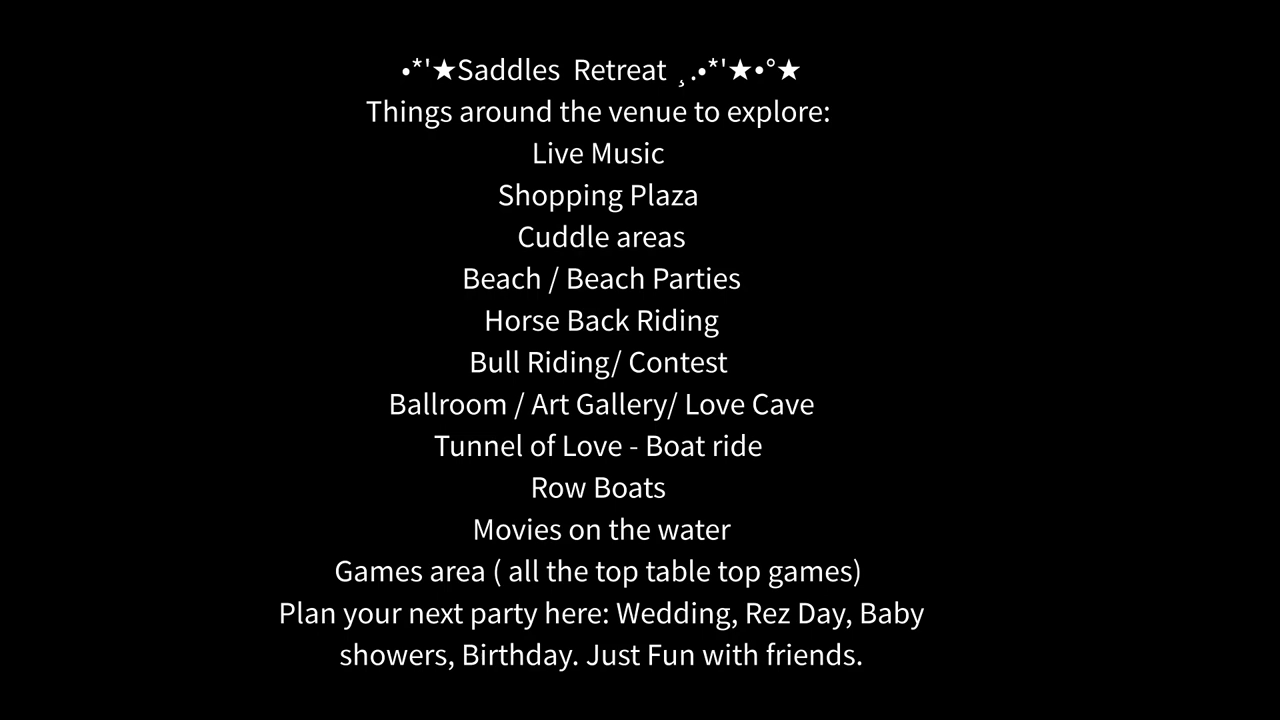 •*'★Saddles  Retreat ¸.•*'★•°★
Things around the venue to explore:
Live Music
Shopping Plaza
Cuddle areas
Beach / Beach Parties
Horse Back Riding
Bull Riding/ Contest
Ballroom / Art Gallery/ Love Cave
Tunnel of Love - Boat ride
Row Boats
Movies on the water
Games area ( all the top table top games)
Plan your next party here: Wedding, Rez Day, Baby
showers, Birthday. Just Fun with friends.